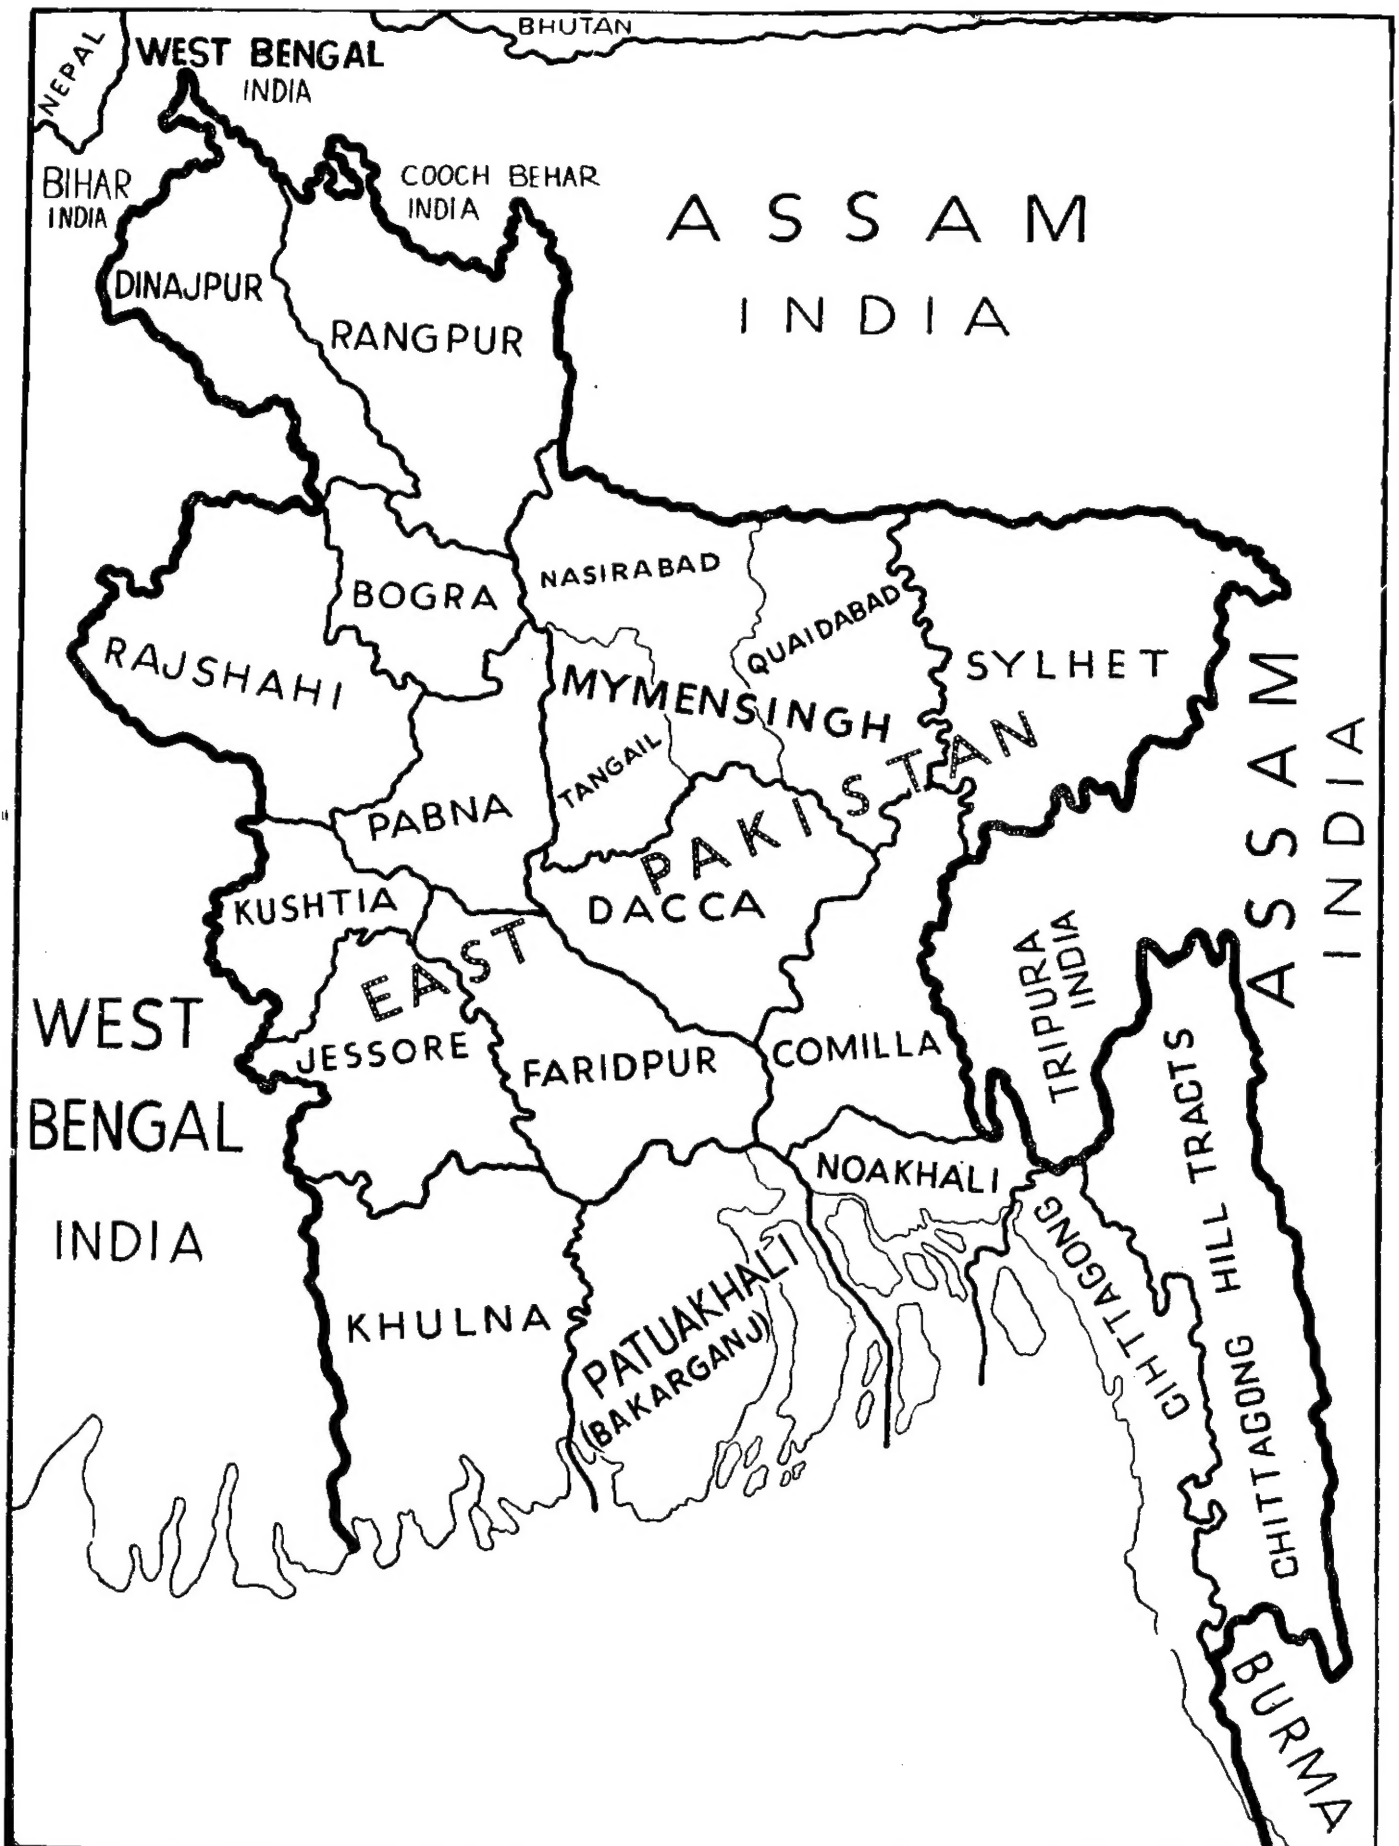 BHUTAN
NEPAL
WEST BENGAL
INDIA
BIHAR
INDIA
COOCH BEHAR
INDIA
ASSAM
INDIA
DINAJPUR
RANGPUR
NASIRABAD
BOGRA
QUAIDABAD
RAJSHAHI
SYLHET
MYMENSINGH
TANGAIL
PABNA
EAST PAKISTAN
KUSHTIA
DACCA
ASSAM
INDIA
TRIPURA
INDIA
WEST
BENGAL
INDIA
JESSORE
FARIDPUR
COMILLA
NOAKHALI
CHITTAGONG
CHITTAGONG HILL TRACTS
KHULNA
PATUAKHALI
(BAKARGANJ)
BURMA